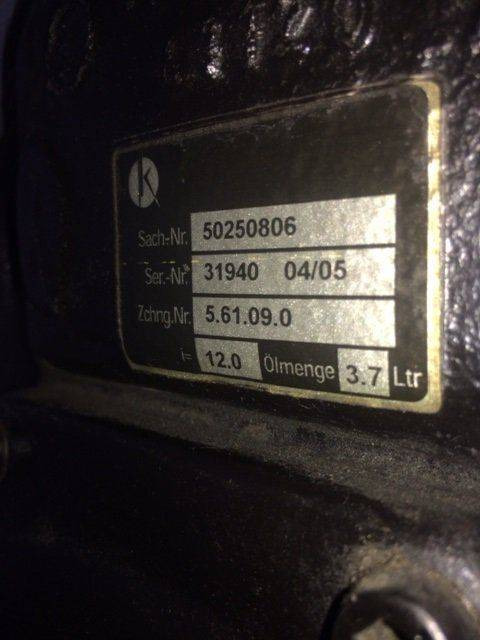 K
Sach-Nr. 50250806
Ser.-Nr. 31940 04/05
Zchng.Nr. 5.61.09.0
i= 12.0 Ölmenge 3.7 Ltr